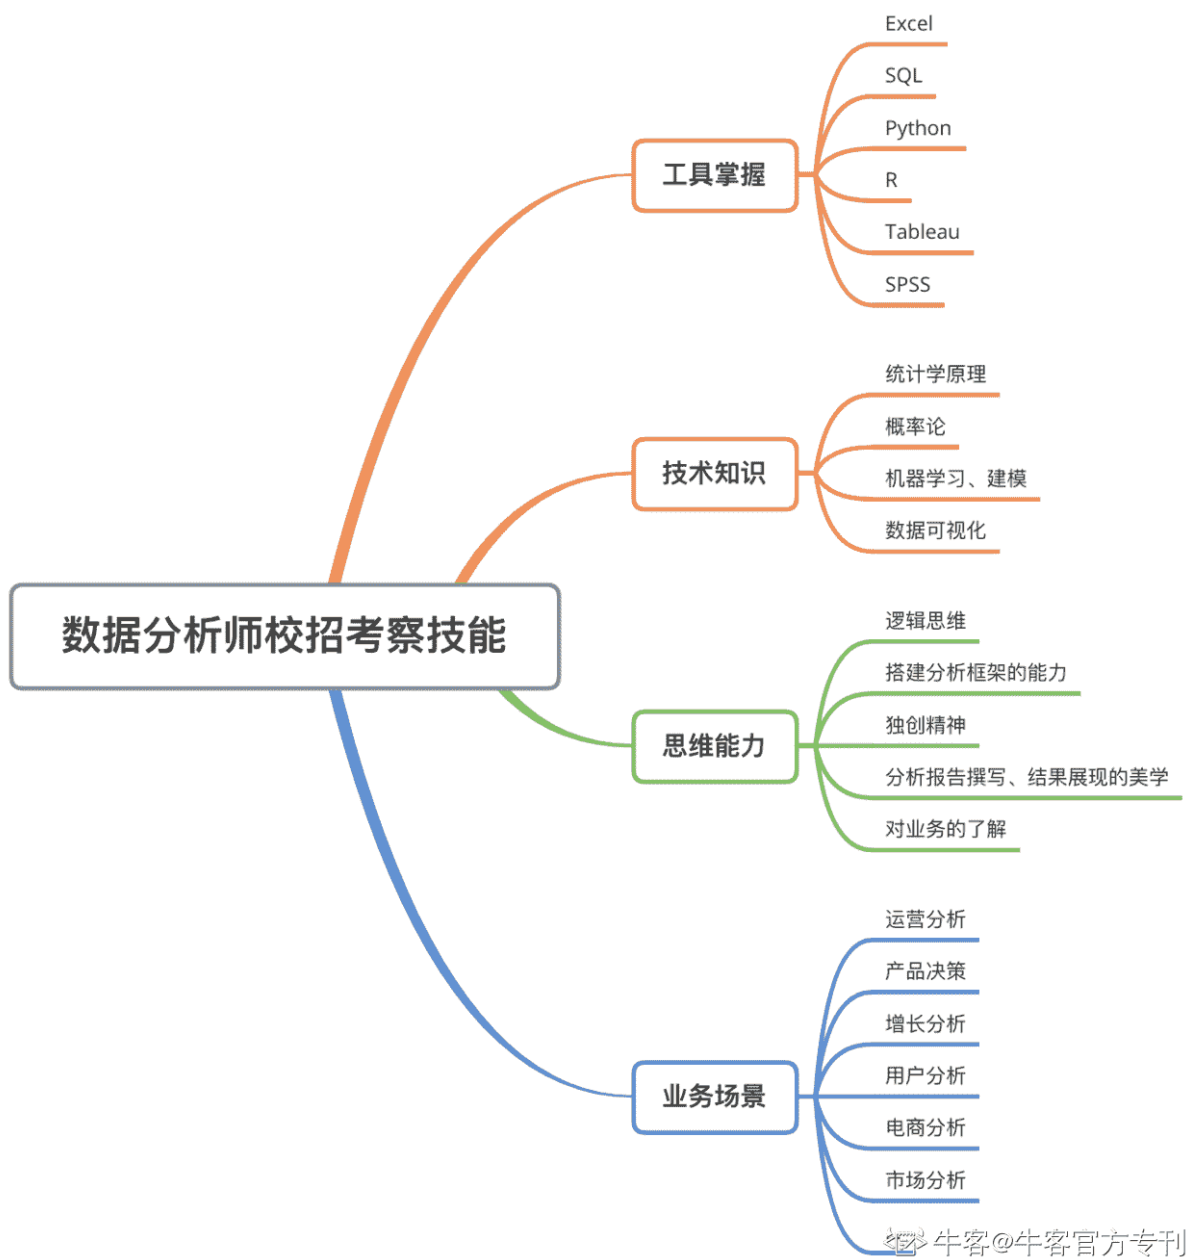 Excel
SQL
Python
工具掌握
R
Tableau
SPSS
统计学原理
概率论
技术知识
机器学习、建模
数据可视化
数据分析师校招考察技能
逻辑思维
搭建分析框架的能力
独创精神
思维能力
分析报告撰写、结果展现的美学
对业务的了解
运营分析
产品决策
增长分析
用户分析
业务场景
电商分析
市场分析
牛客@牛客官方专刊